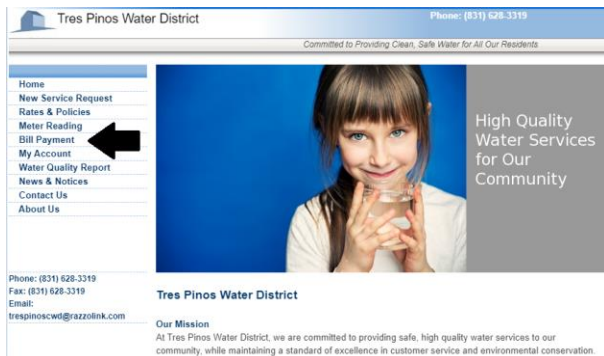 Tres Pinos Water District
Phone: (831) 628-3319
Committed to Providing Clean, Safe Water for All Our Residents
Home
New Service Request
Rates & Policies
Meter Reading
Bill Payment
My Account
Water Quality Report
News & Notices
Contact Us
About Us
High Quality
Water Services
for Our
Community
Phone: (831) 628-3319
Fax: (831) 628-3319
Email:
trespinoscwd@razzolink.com
Tres Pinos Water District
Our Mission
At Tres Pinos Water District, we are committed to providing safe, high quality water services to our
community, while maintaining a standard of excellence in customer service and environmental conservation.